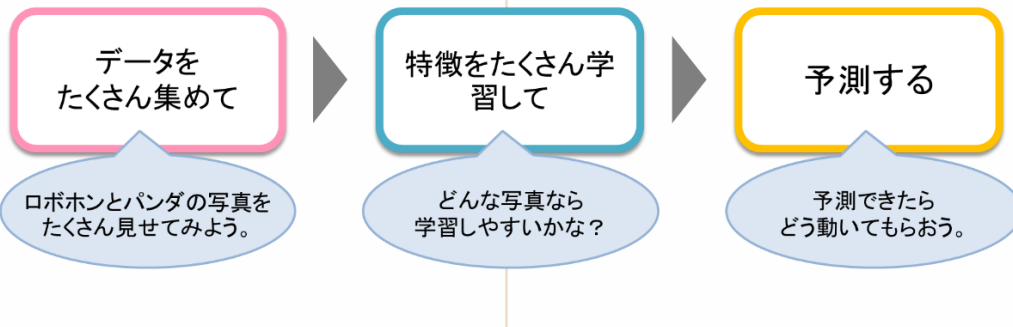 データを
たくさん集めて
特徴をたくさん学
習して
予測する
ロボホンとパンダの写真を
たくさん見せてみよう。
どんな写真なら
学習しやすいかな？
予測できたら
どう動いてもらおう。